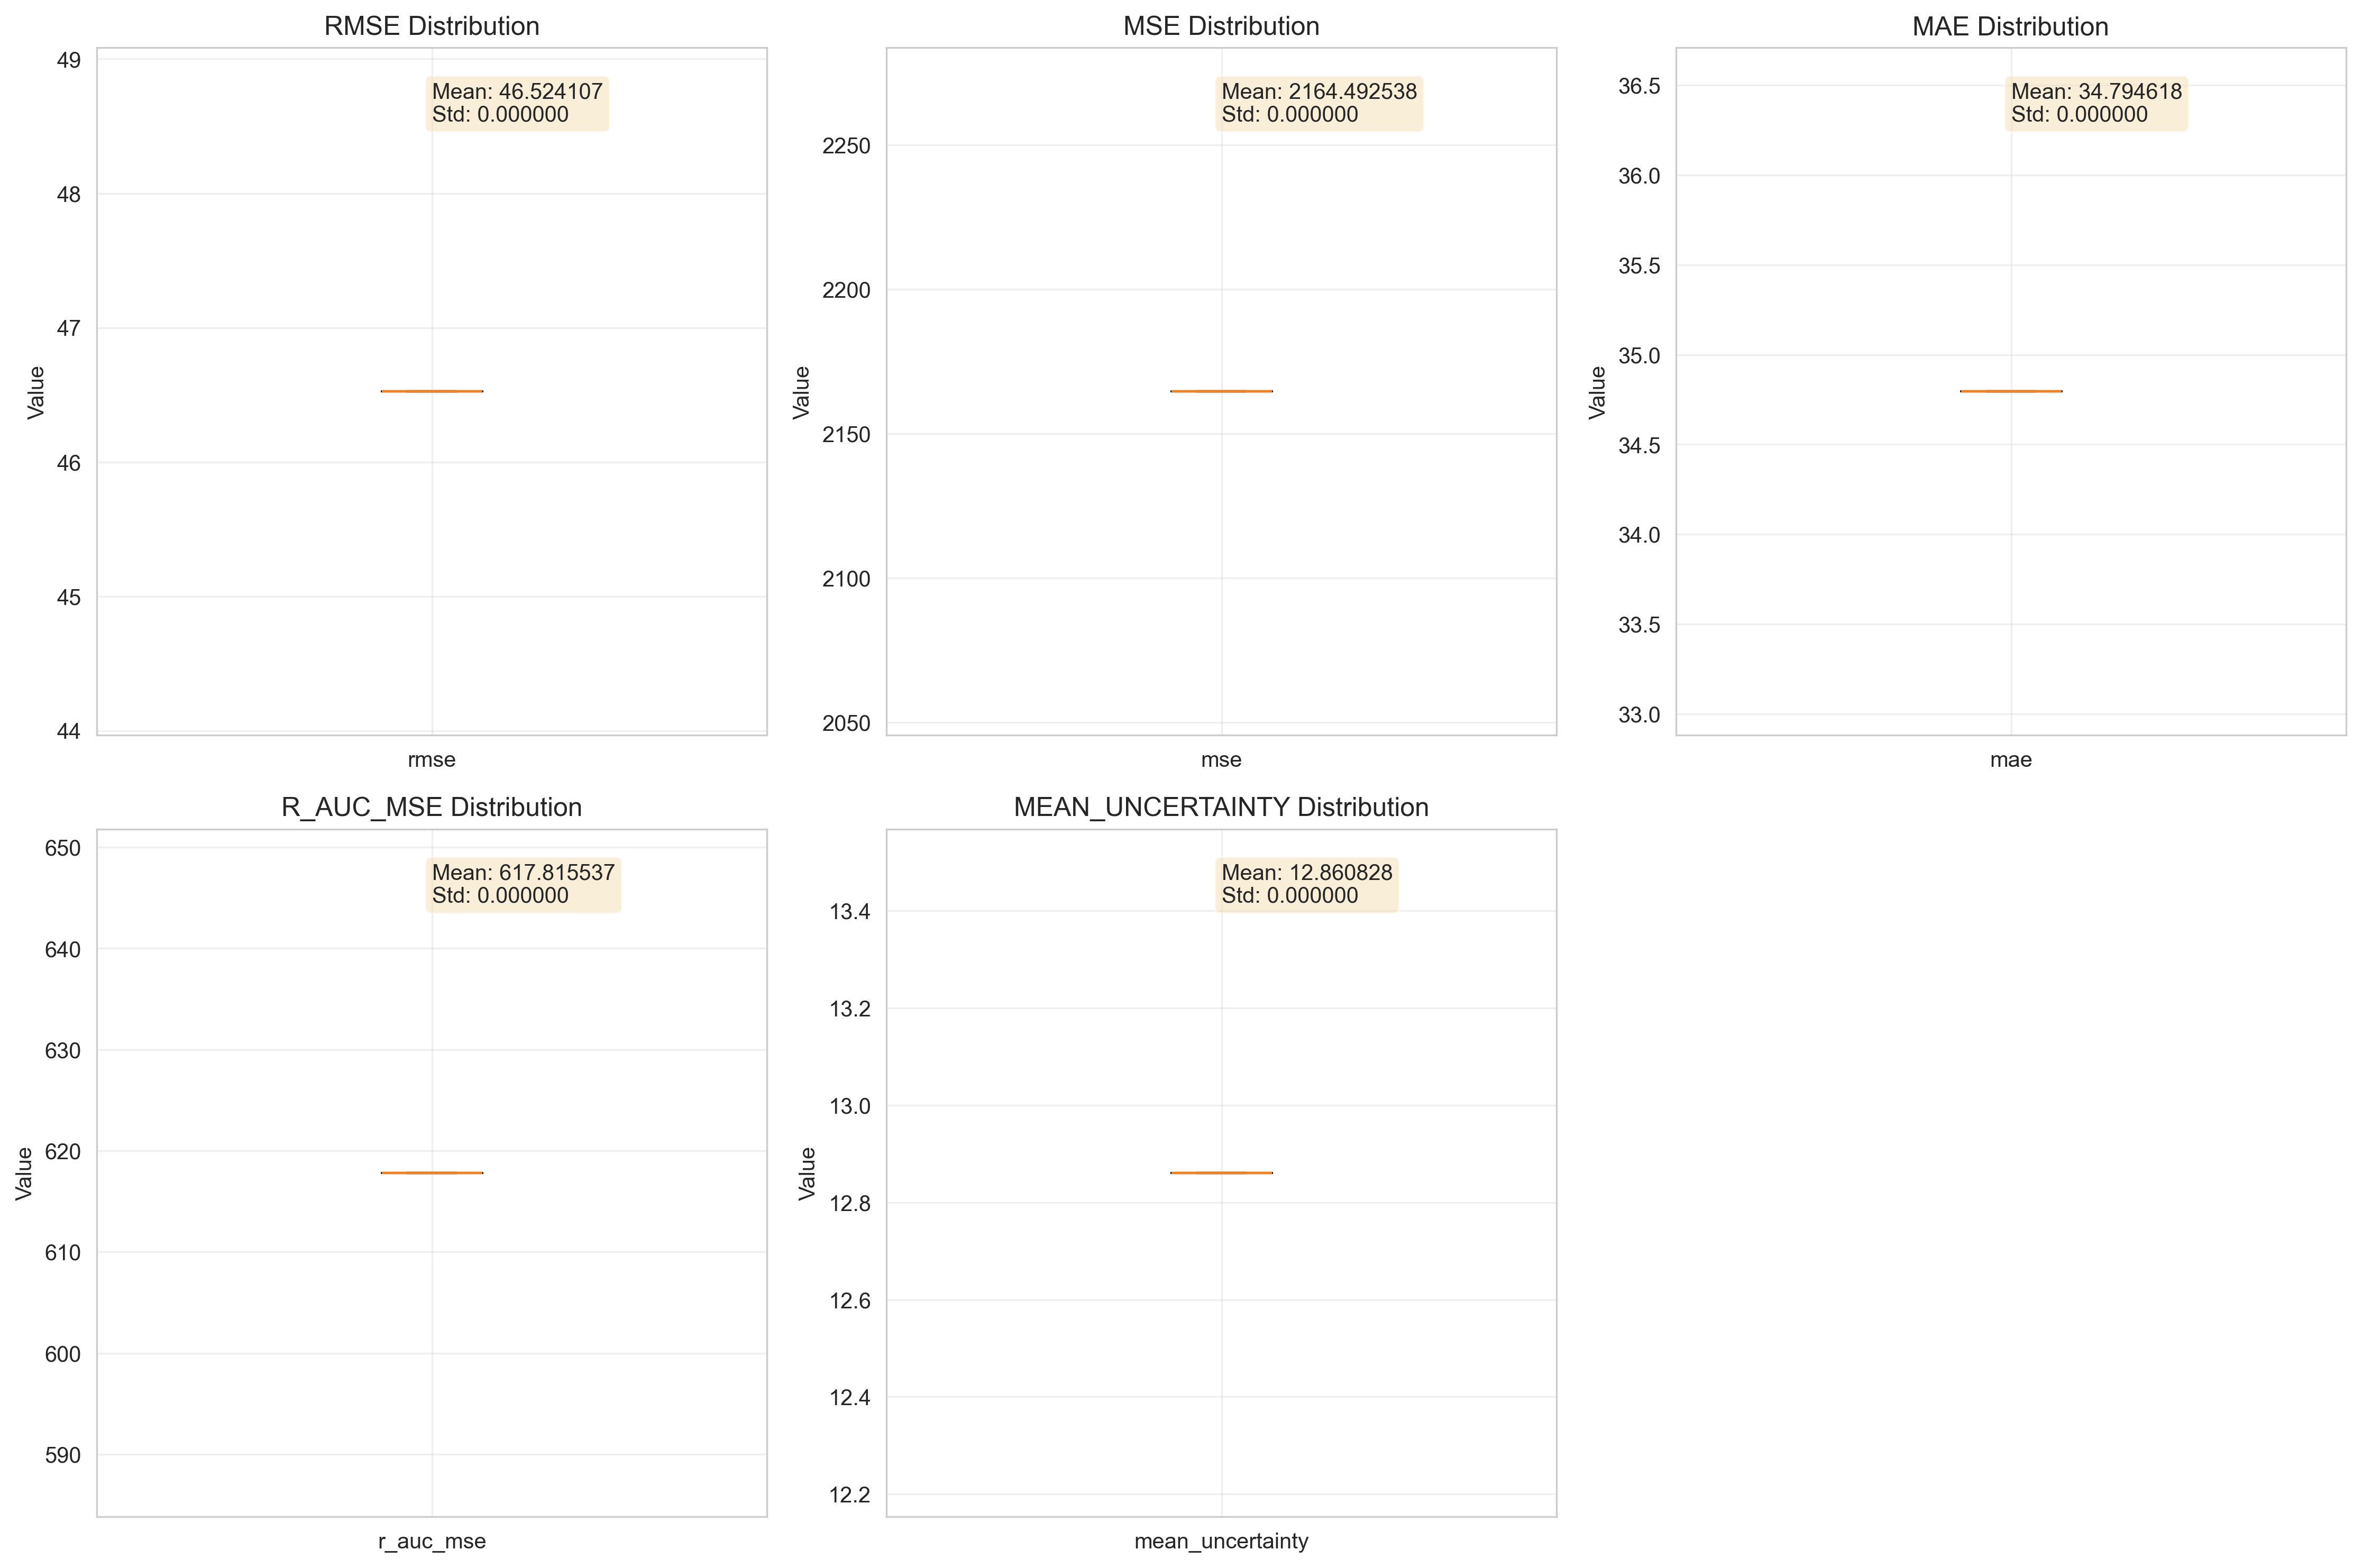 RMSE Distribution
49
48
47
46
45
44
Value
Mean: 46.524107
Std: 0.000000
rmse
MSE Distribution
2250
2200
2150
2100
2050
Value
Mean: 2164.492538
Std: 0.000000
mse
MAE Distribution
36.5
36.0
35.5
35.0
34.5
34.0
33.5
33.0
Value
Mean: 34.794618
Std: 0.000000
mae
R_AUC_MSE Distribution
650
640
630
620
610
600
590
Value
Mean: 617.815537
Std: 0.000000
r_auc_mse
MEAN_UNCERTAINTY Distribution
13.4
13.2
13.0
12.8
12.6
12.4
12.2
Value
Mean: 12.860828
Std: 0.000000
mean_uncertainty